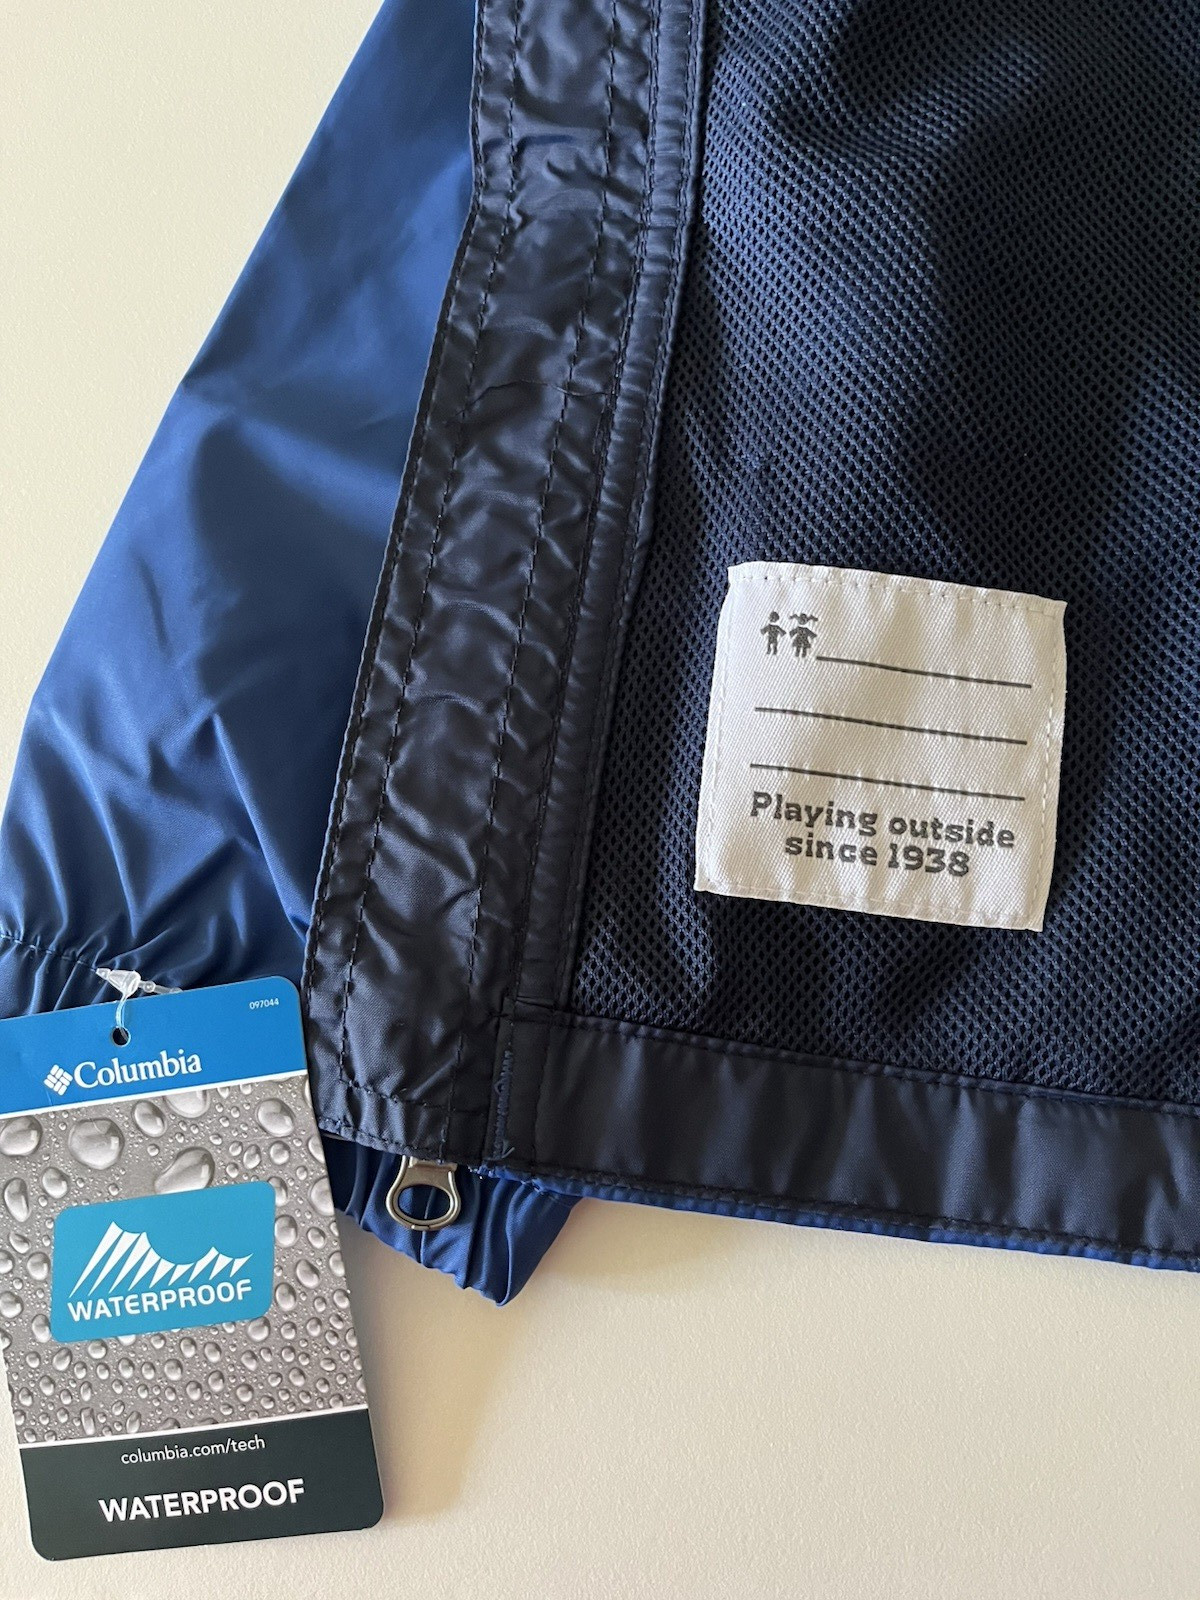 Playing outside
since 1938
097044
Columbia
WATERPROOF
columbia.com/tech
WATERPROOF